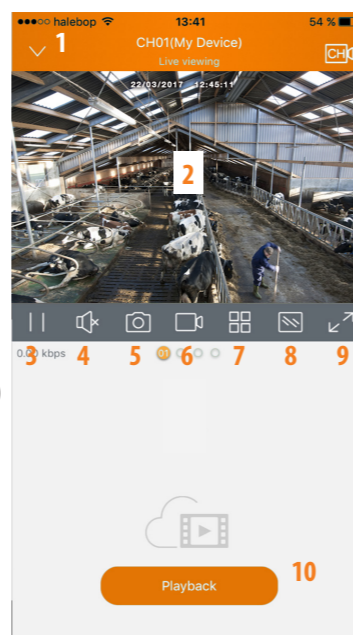 halebop 13:41 54 %
1
CH01(My Device)
CH
Live viewing
22/03/2017 12:45:11
2
0.00 kbps
01
3 4 5 6 7 8 9
10
Playback